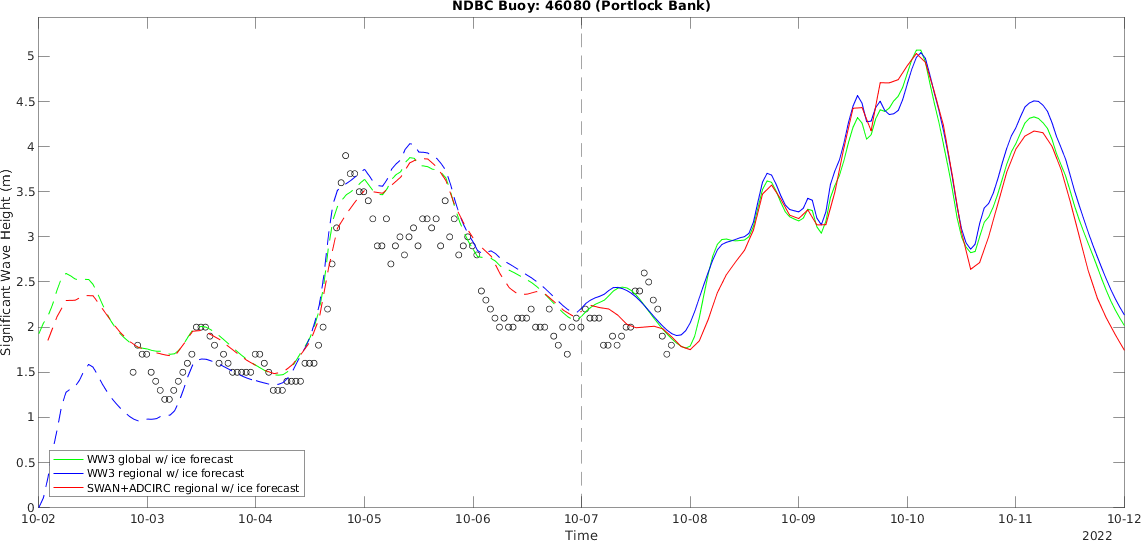 NDBC Buoy: 46080 (Portlock Bank)
Significant Wave Height (m)
5
4.5
4
3.5
3
2.5
2
1.5
1
0.5
0
WW3 global w/ ice forecast
WW3 regional w/ ice forecast
SWAN+ADCIRC regional w/ ice forecast
10-02 10-03 10-04 10-05 10-06 10-07 10-08 10-09 10-10 10-11 10-12
Time
2022